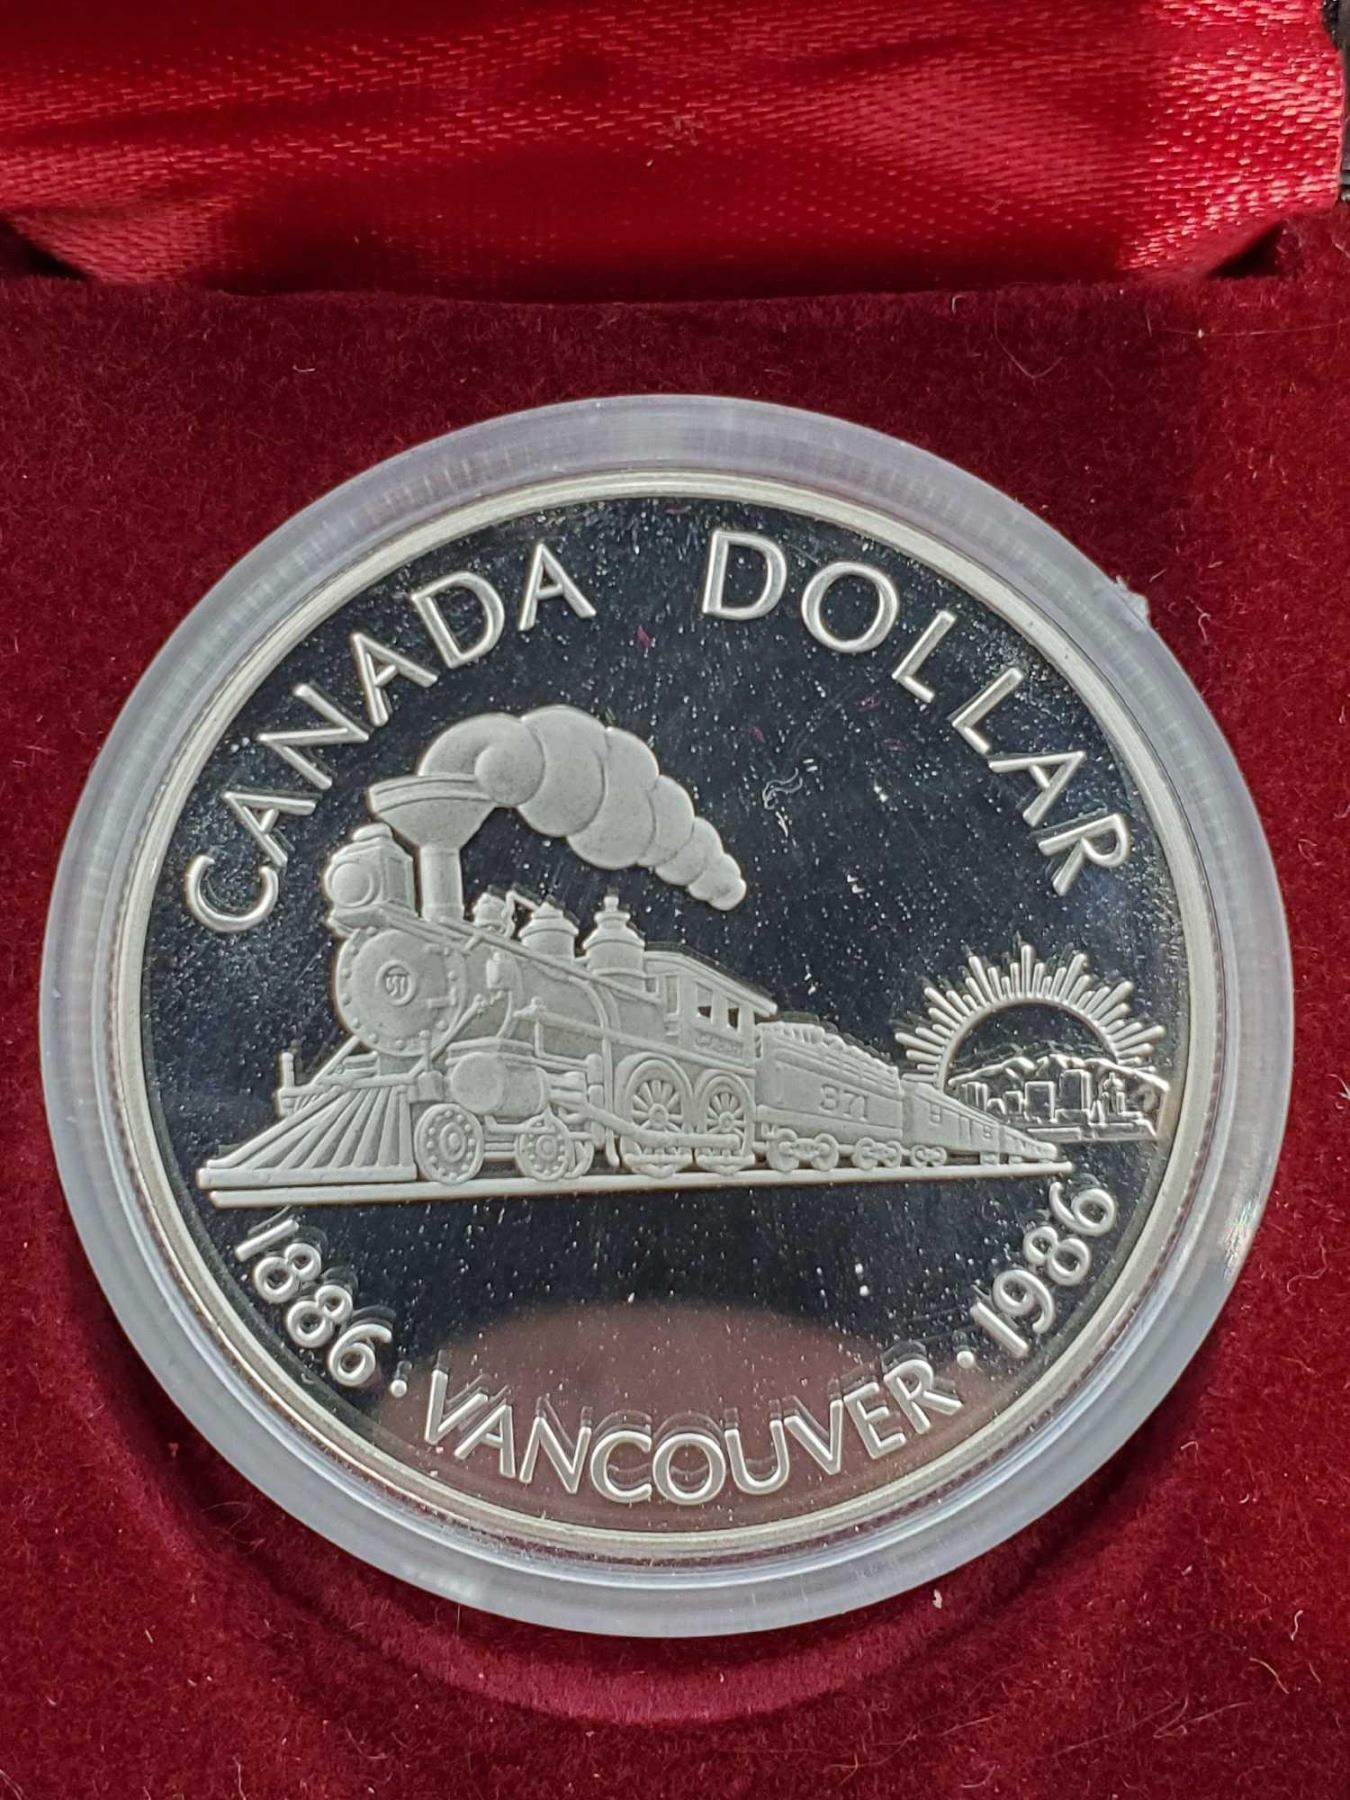 CANADA DOLLAR
371
1886 · VANCOUVER · 1986